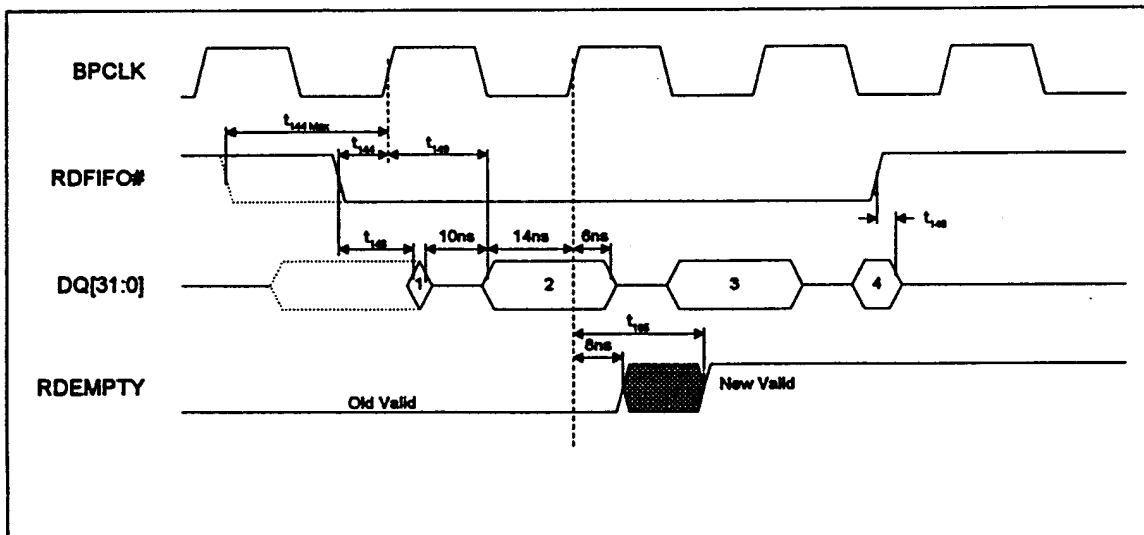 BPCLK
t144 Max
t144
t149
RDFIFO#
t148
t148
10ns
14ns
6ns
DQ[31:0]
1
2
3
4
t165
8ns
RDEMPTY
Old Valid
New Valid